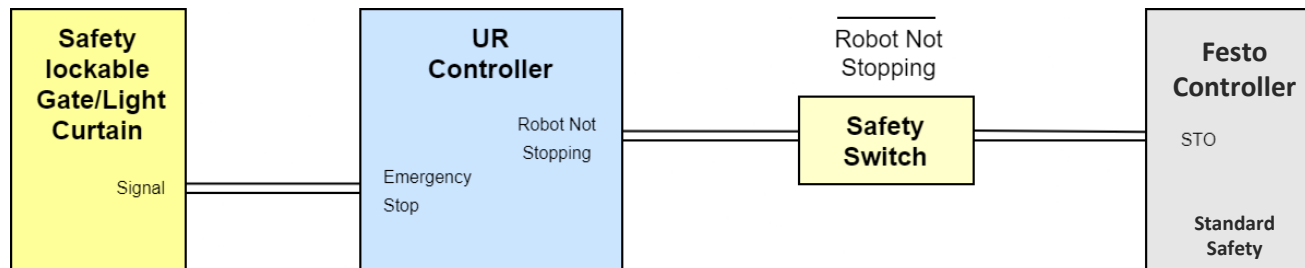 Safety
lockable
Gate/Light
Curtain
Signal
UR
Controller
Robot Not
Stopping
Emergency
Stop
Robot Not
Stopping
Safety
Switch
Festo
Controller
STO
Standard
Safety